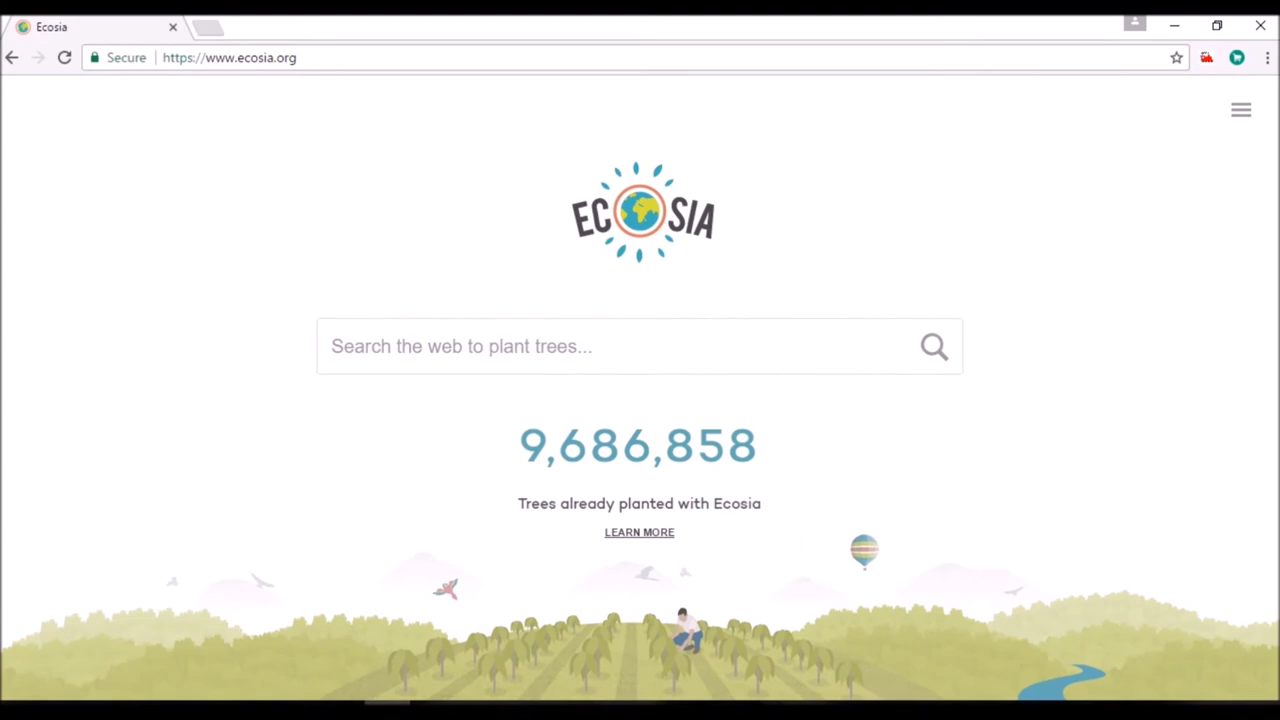 Ecosia
Secure https://www.ecosia.org
ECOSIA
Search the web to plant trees...
9,686,858
Trees already planted with Ecosia
LEARN MORE